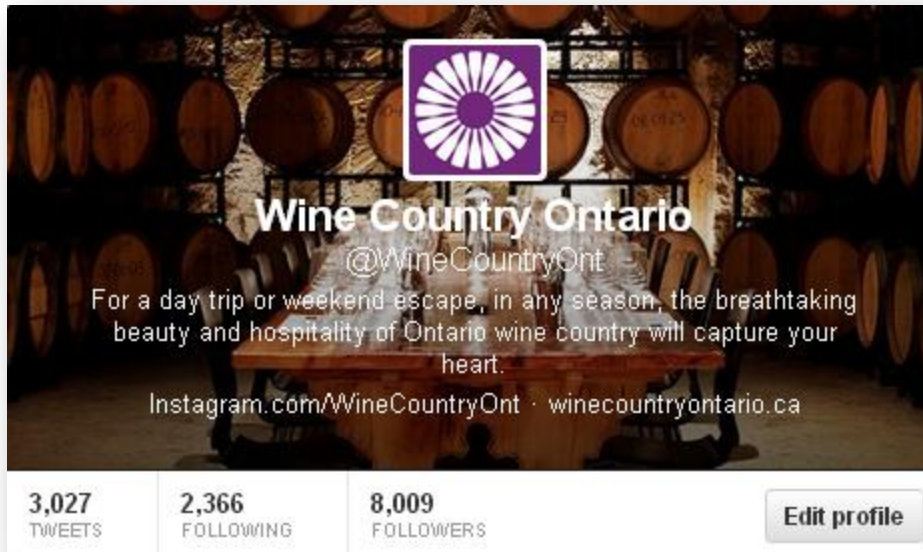 Wine Country Ontario
@WineCountryOnt
For a day trip or weekend escape, in any season, the breathtaking
beauty and hospitality of Ontario wine country will capture your
heart.
Instagram.com/WineCountryOnt · winecountryontario.ca
3,027 2,366 8,009
TWEETS FOLLOWING FOLLOWERS
Edit profile